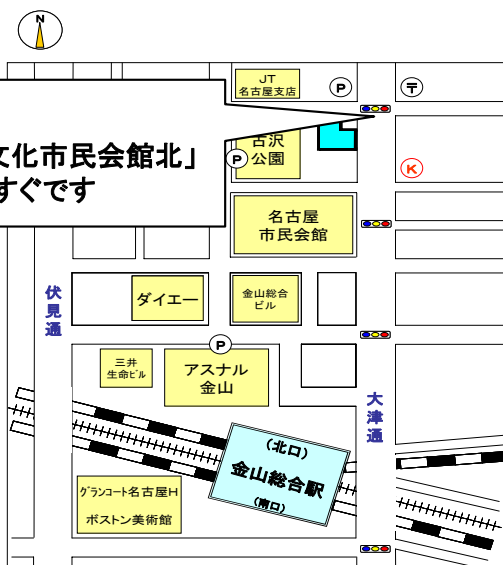 N
JT
名古屋支店
P
〒
文化市民会館北」
すぐです
古沢
公園
P
K
名古屋
市民会館
伏見通
ダイエー
金山総合
ビル
P
三井
生命ビル
アスナル
金山
大津通
(北口)
金山総合駅
(南口)
グランコート名古屋H
ボストン美術館